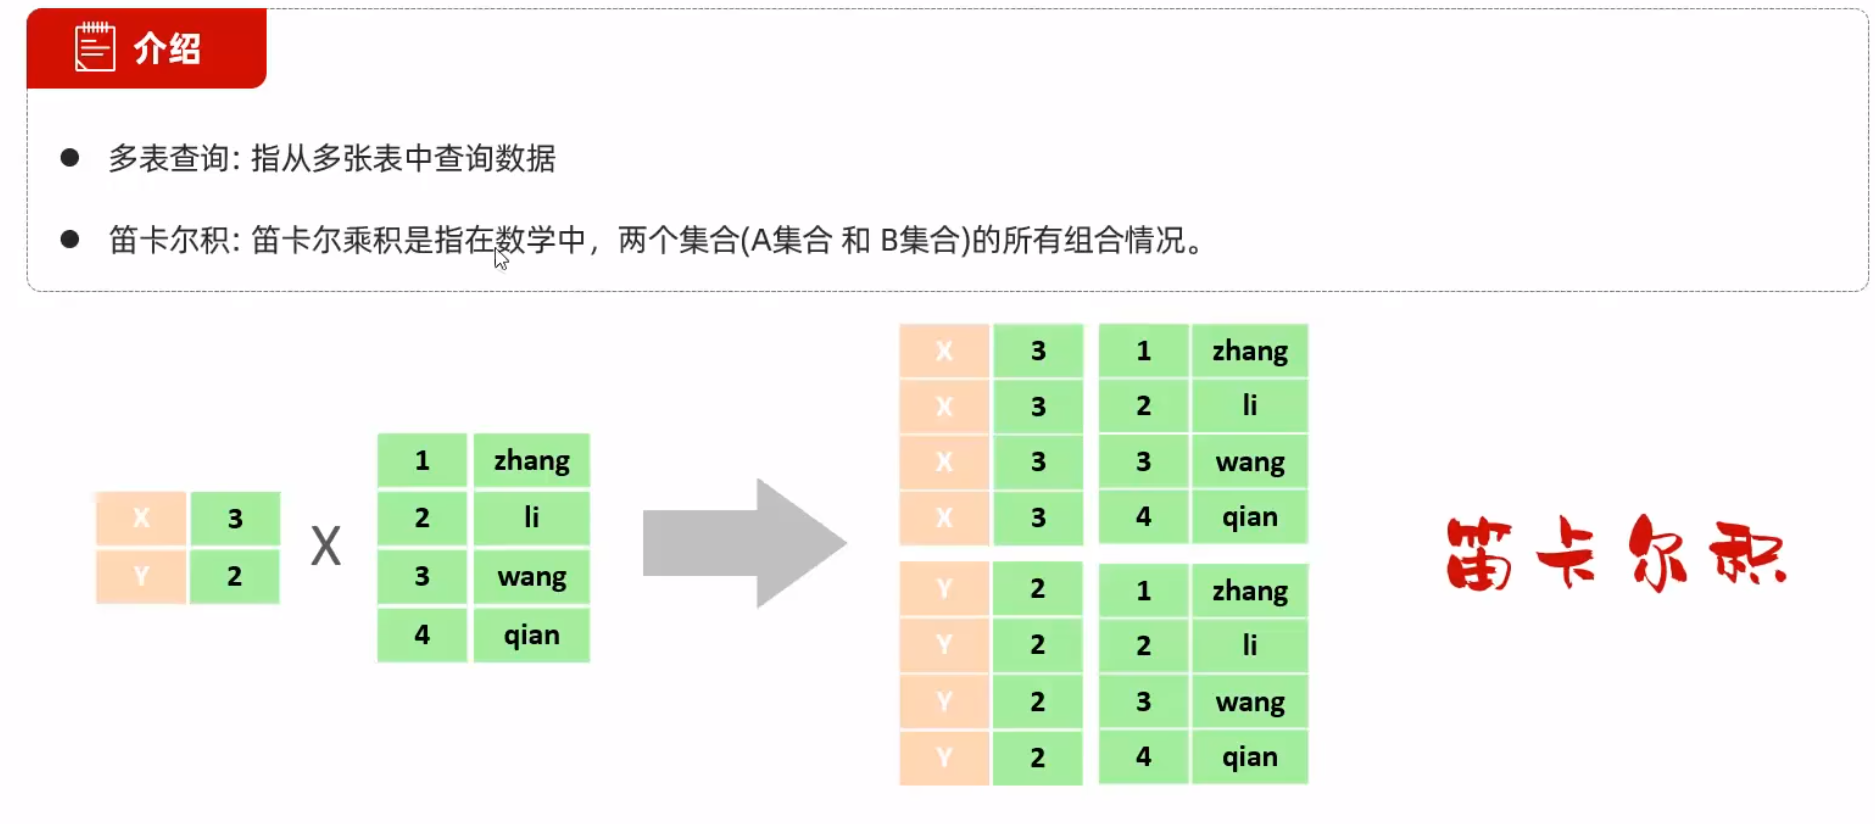 介绍
多表查询: 指从多张表中查询数据
笛卡尔积: 笛卡尔乘积是指在数学中，两个集合(A集合 和 B集合)的所有组合情况。
X 3
Y 2
X
1 zhang
2 li
3 wang
4 qian
X 3 1 zhang
X 3 2 li
X 3 3 wang
X 3 4 qian
Y 2 1 zhang
Y 2 2 li
Y 2 3 wang
Y 2 4 qian
笛卡尔积